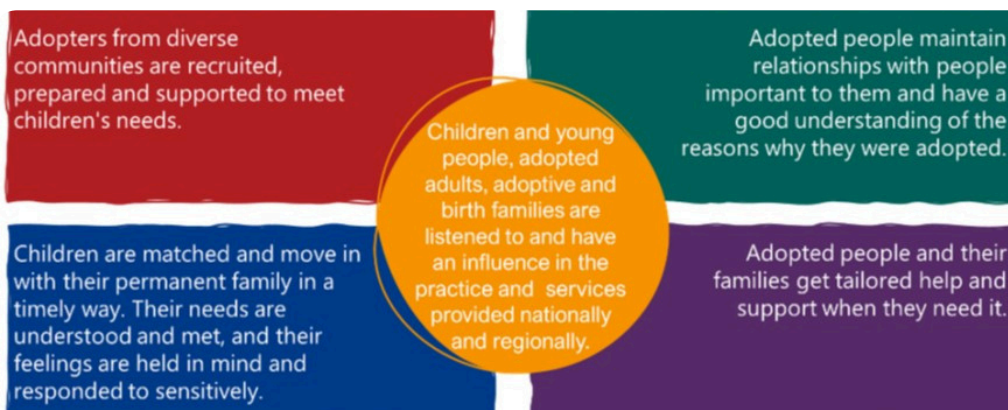 Adopters from diverse
communities are recruited,
prepared and supported to meet
children's needs.
Adopted people maintain
relationships with people
important to them and have a
good understanding of the
reasons why they were adopted.
Children and young
people, adopted
adults, adoptive and
birth families are
listened to and have
an influence in the
practice and services
provided nationally
and regionally.
Children are matched and move in
with their permanent family in a
timely way. Their needs are
understood and met, and their
feelings are held in mind and
responded to sensitively.
Adopted people and their
families get tailored help and
support when they need it.